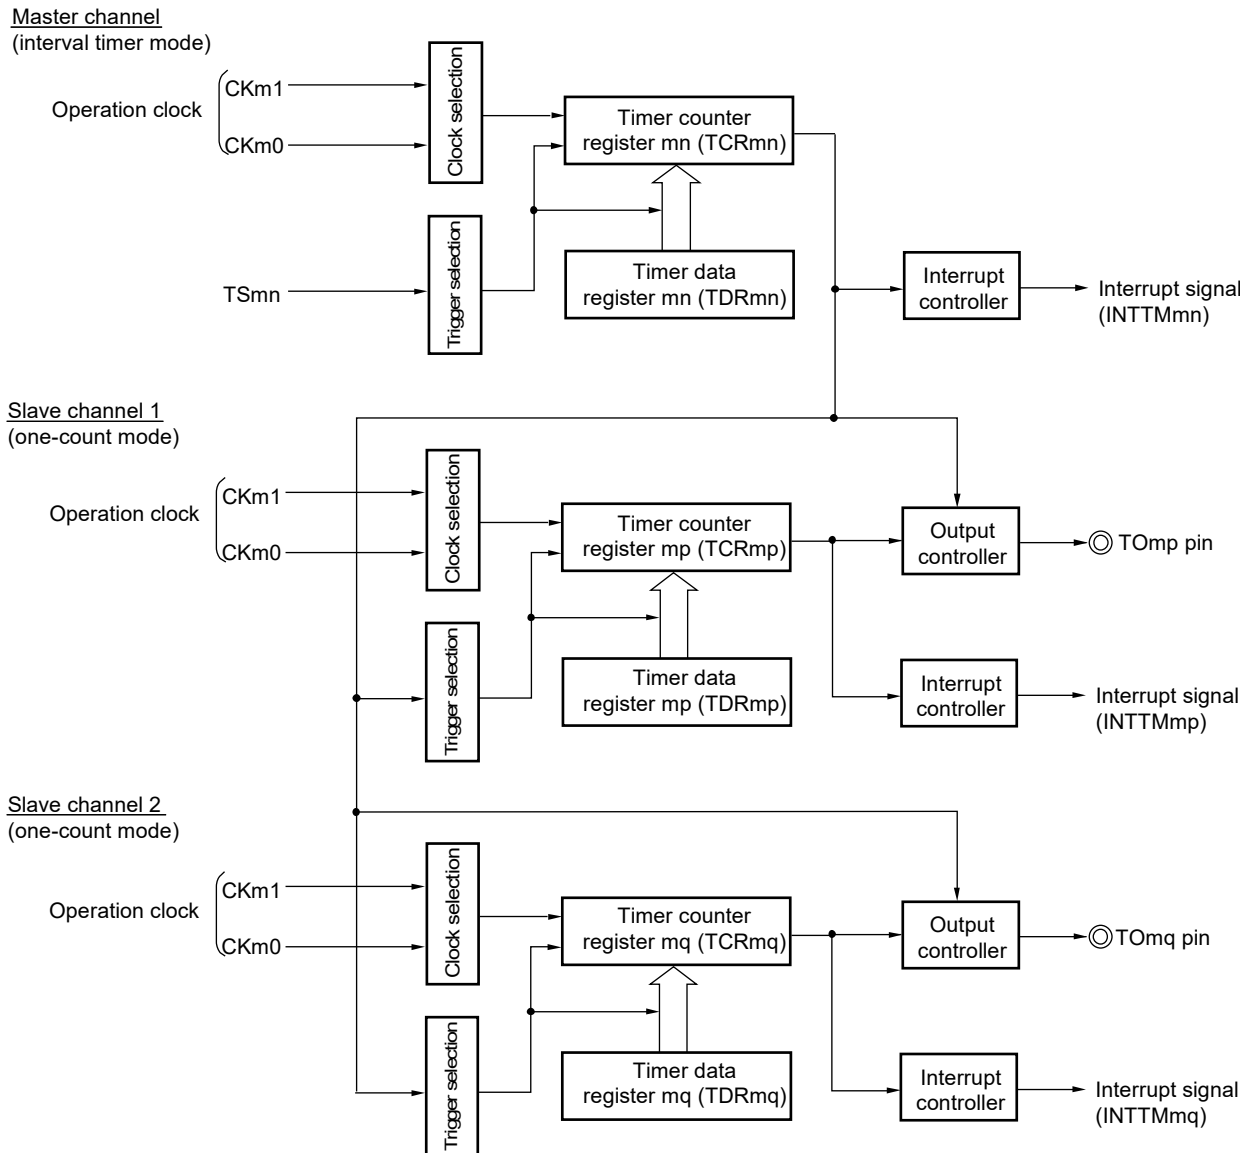 Master channel
(interval timer mode)
Operation clock
CKm1
CKm0
Clock selection
Timer counter
register mn (TCRmn)
TSmn
Trigger selection
Timer data
register mn (TDRmn)
Interrupt
controller
Interrupt signal
(INTTMmn)
Slave channel 1
(one-count mode)
Operation clock
CKm1
CKm0
Clock selection
Timer counter
register mp (TCRmp)
Output
controller
TOmp pin
Trigger selection
Timer data
register mp (TDRmp)
Interrupt
controller
Interrupt signal
(INTTMmp)
Slave channel 2
(one-count mode)
Operation clock
CKm1
CKm0
Clock selection
Timer counter
register mq (TCRmq)
Output
controller
TOmq pin
Trigger selection
Timer data
register mq (TDRmq)
Interrupt
controller
Interrupt signal
(INTTMmq)